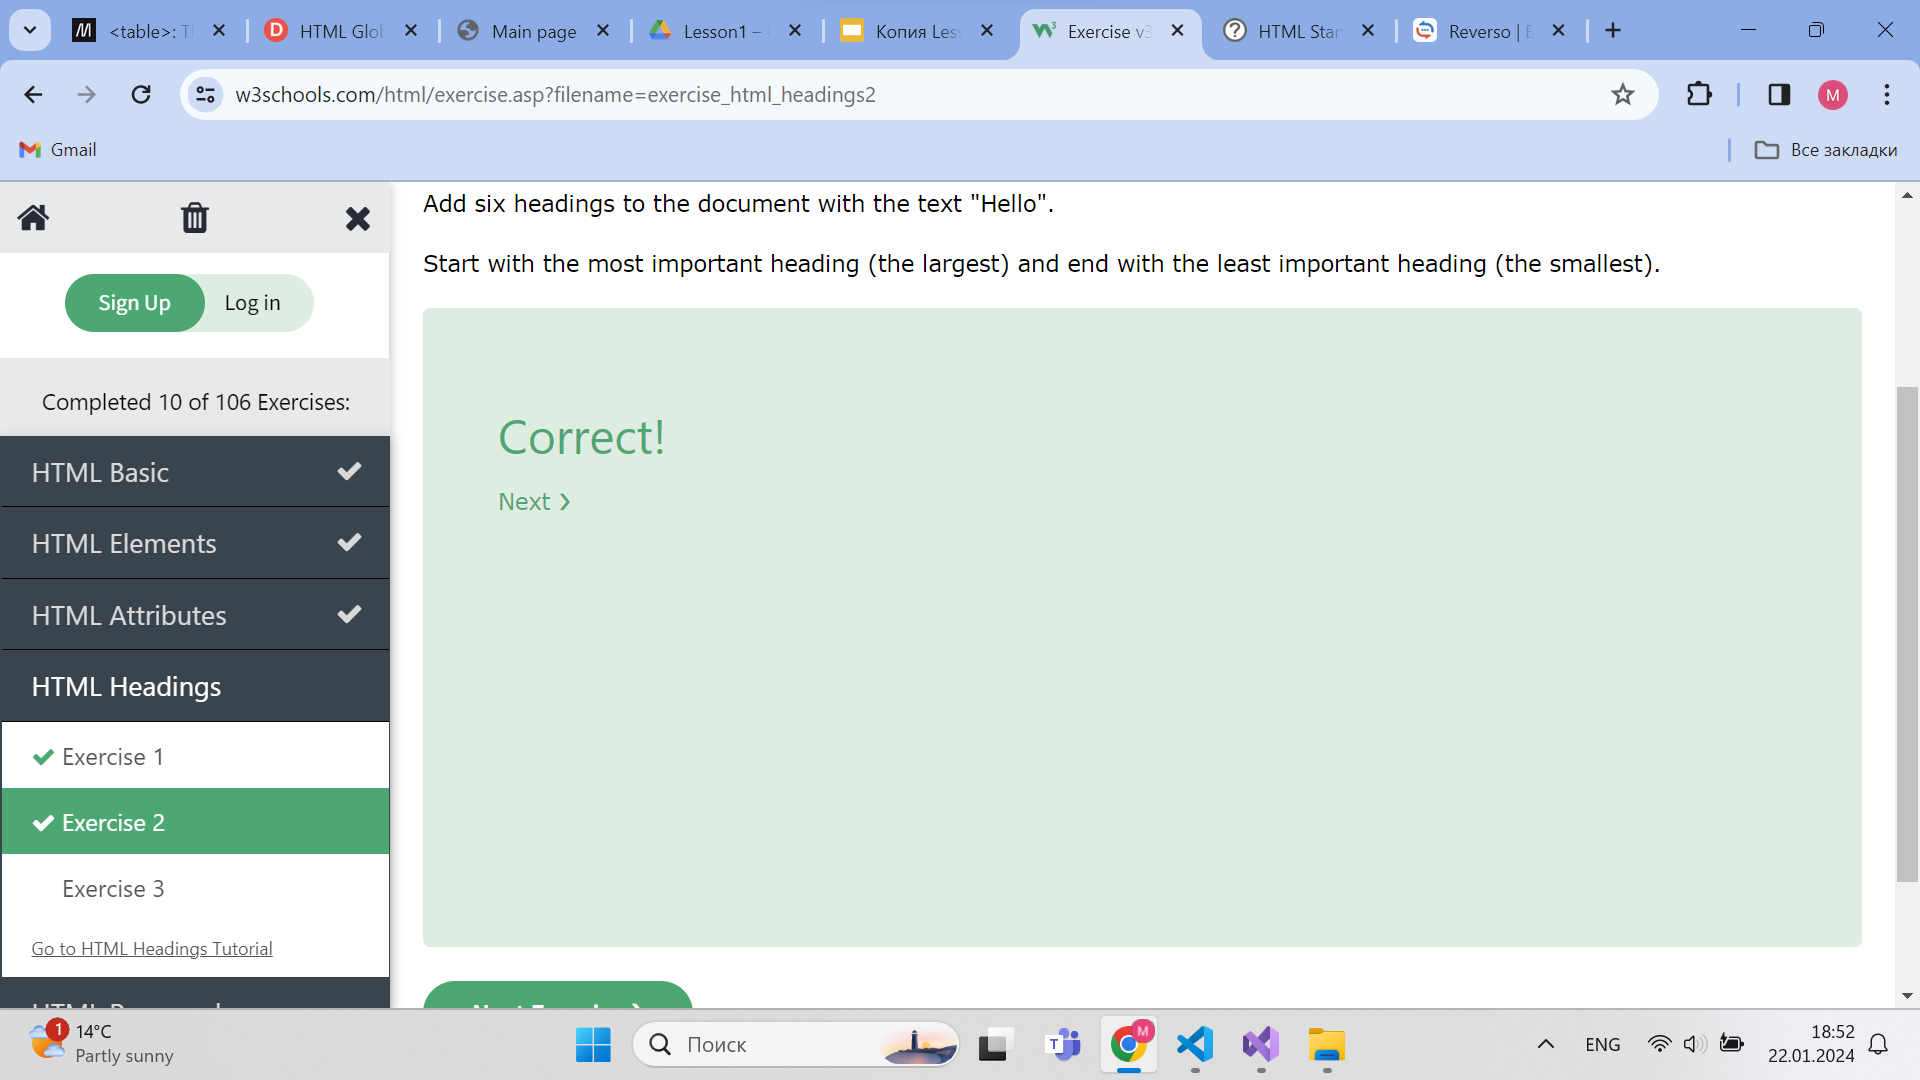 <table>: T
HTML Glob
Main page
Lesson1 –
Копия Less
Exercise v3
HTML Stan
Reverso | E
w3schools.com/html/exercise.asp?filename=exercise_html_headings2
M
Gmail
Все закладки
Add six headings to the document with the text "Hello".
Start with the most important heading (the largest) and end with the least important heading (the smallest).
Sign Up
Log in
Completed 10 of 106 Exercises:
HTML Basic
HTML Elements
HTML Attributes
HTML Headings
Exercise 1
Exercise 2
Exercise 3
Go to HTML Headings Tutorial
Correct!
Next ❯
1
14°C
Partly sunny
Поиск
ENG
18:52
22.01.2024